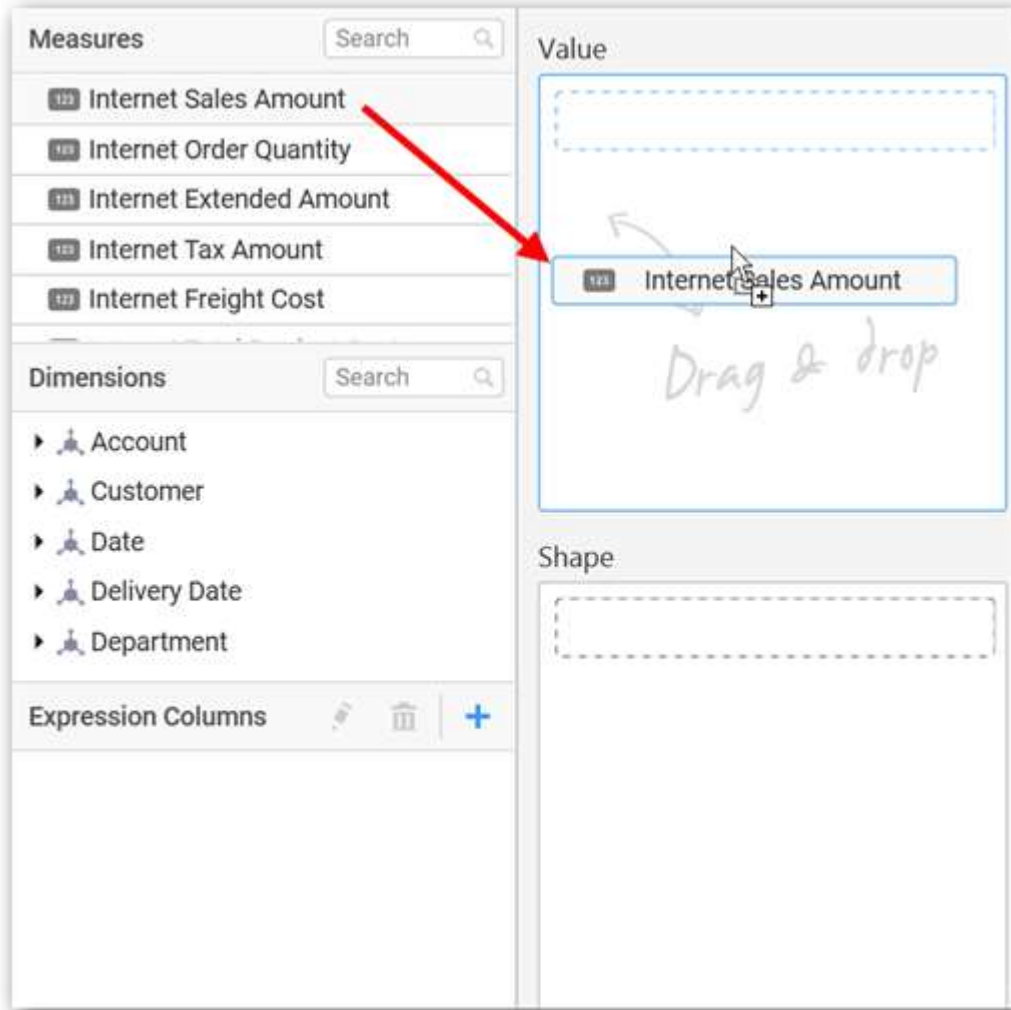 Measures
Search
Internet Sales Amount
Internet Order Quantity
Internet Extended Amount
Internet Tax Amount
Internet Freight Cost
Dimensions
Search
Account
Customer
Date
Delivery Date
Department
Expression Columns
Value
Internet Sales Amount
Drag & drop
Shape